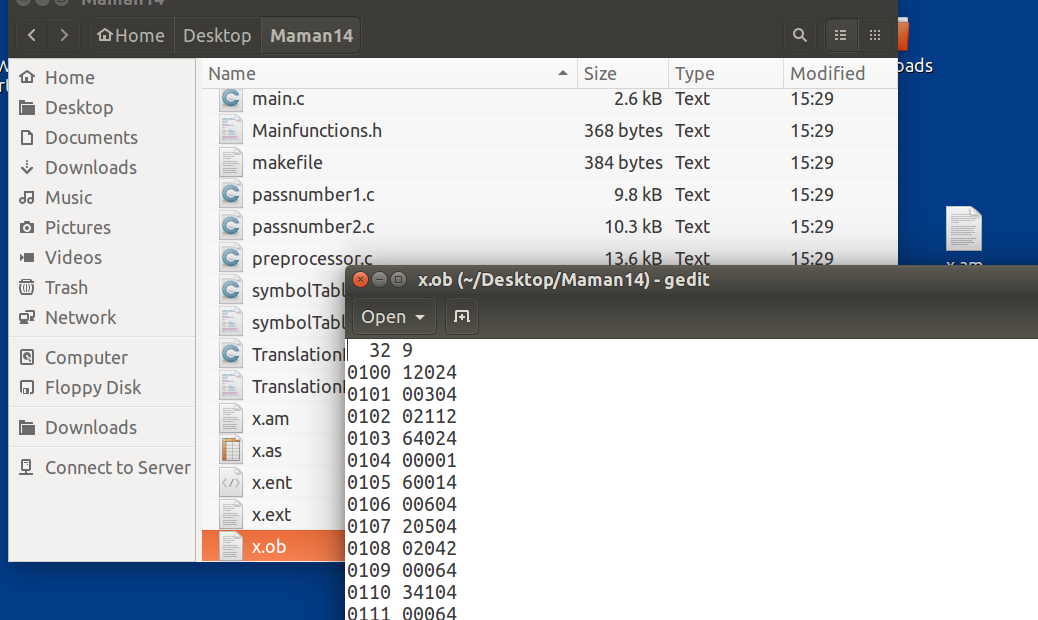 Maman14
Home Desktop Maman14
Home
Desktop
Documents
Downloads
Music
Pictures
Videos
Trash
Network
Computer
Floppy Disk
Downloads
Connect to Server
Name Size Type Modified
main.c 2.6 kB Text 15:29
Mainfunctions.h 368 bytes Text 15:29
makefile 384 bytes Text 15:29
passnumber1.c 9.8 kB Text 15:29
passnumber2.c 10.3 kB Text 15:29
preprocessor.c 13.6 kB Text 15:29
symbolTabl
symbolTabl
Translation
Translation
x.am
x.as
x.ent
x.ext
x.ob
x.ob (~/Desktop/Maman14) - gedit
Open
32 9
0100 12024
0101 00304
0102 02112
0103 64024
0104 00001
0105 60014
0106 00604
0107 20504
0108 02042
0109 00064
0110 34104
0111 00064
oads
x.am